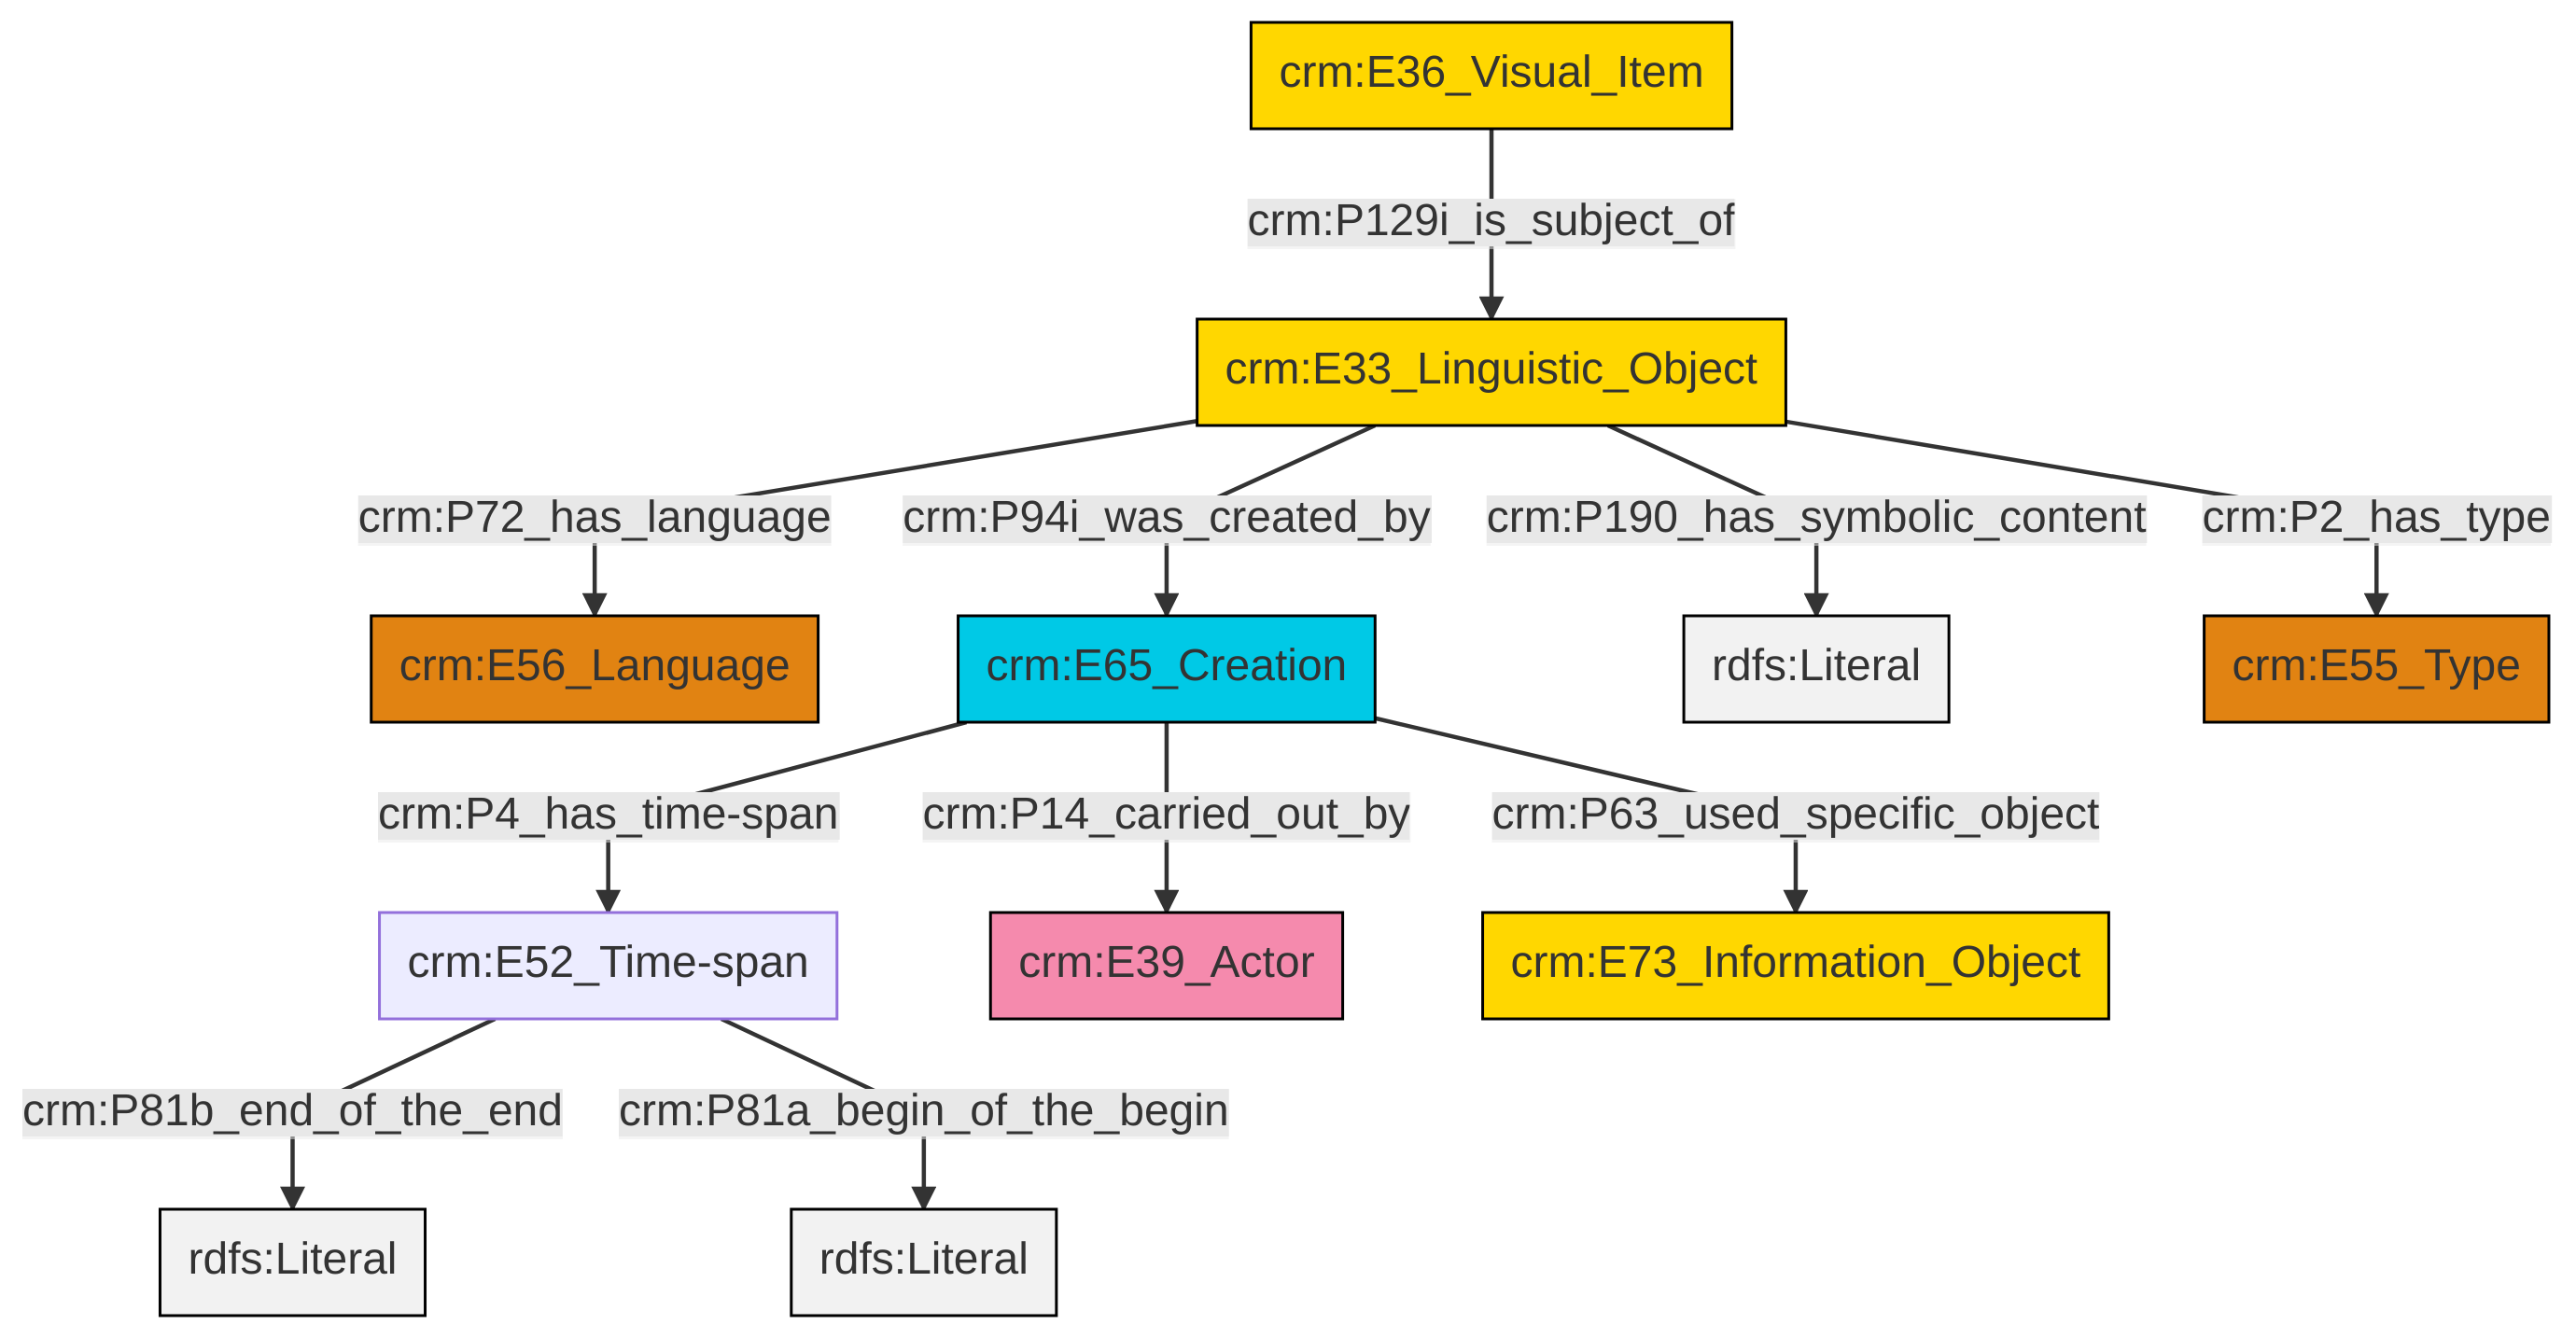 crm:E36_Visual_Item
crm:P129i_is_subject_of
crm:E33_Linguistic_Object
crm:P72_has_language
crm:P94i_was_created_by
crm:P190_has_symbolic_content
crm:P2_has_type
crm:E56_Language
crm:E65_Creation
rdfs:Literal
crm:E55_Type
crm:P4_has_time-span
crm:P14_carried_out_by
crm:P63_used_specific_object
crm:E52_Time-span
crm:E39_Actor
crm:E73_Information_Object
crm:P81b_end_of_the_end
crm:P81a_begin_of_the_begin
rdfs:Literal
rdfs:Literal